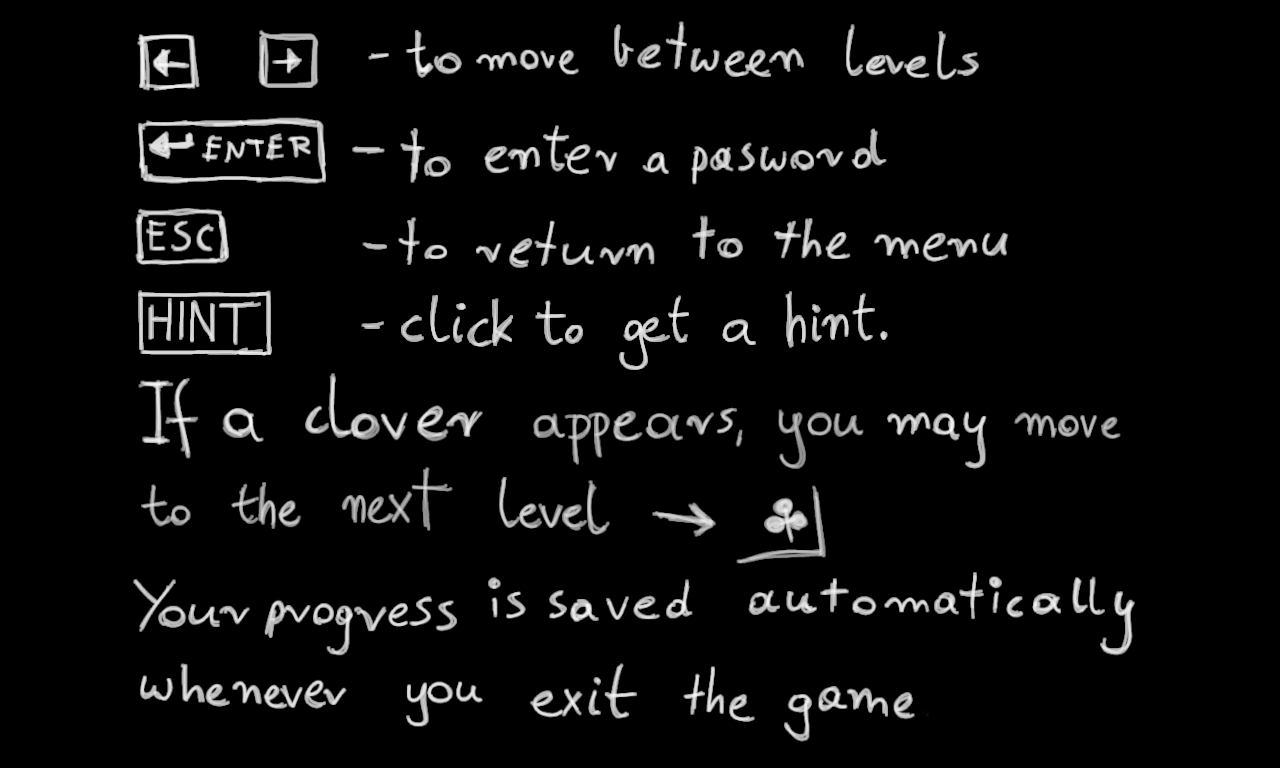 ← → - to move between levels
↵ ENTER - to enter a pasword
ESC - to return to the menu
HINT - click to get a hint.
If a clover appears, you may move
to the next level → ♣
Your progress is saved automatically
whenever you exit the game